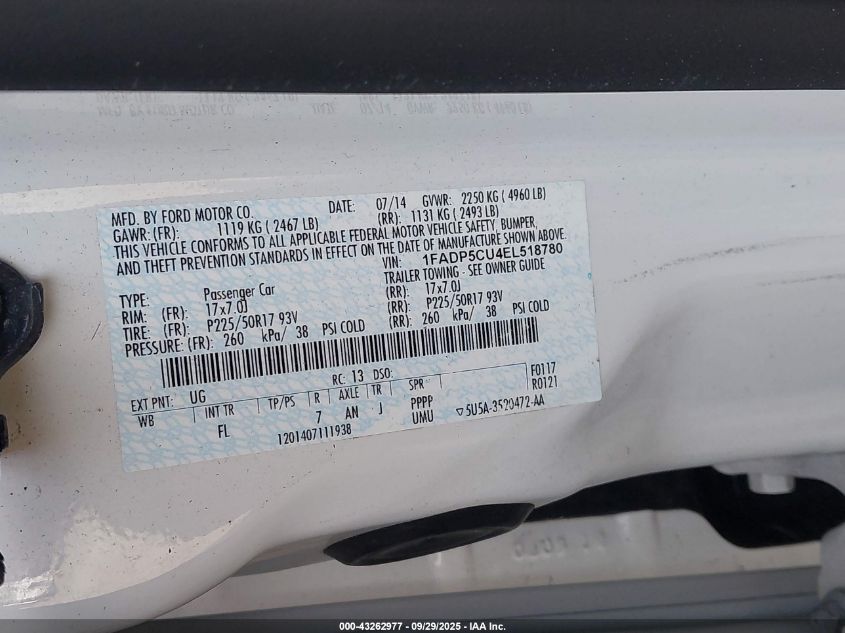 MFD. BY FORD MOTOR CO. DATE: 07/14 GVWR: 2250 KG ( 4960 LB)
GAWR: (FR): 1119 KG ( 2467 LB) (RR): 1131 KG ( 2493 LB)
THIS VEHICLE CONFORMS TO ALL APPLICABLE FEDERAL MOTOR VEHICLE SAFETY, BUMPER,
AND THEFT PREVENTION STANDARDS IN EFFECT ON THE DATE OF MANUFACTURE SHOWN ABOVE.
VIN: 1FADP5CU4EL518780
TYPE: Passenger Car TRAILER TOWING - SEE OWNER GUIDE
RIM: (FR): 17x7.0J (RR): 17x7.0J
TIRE: (FR): P225/50R17 93V (RR): P225/50R17 93V
PRESSURE: (FR): 260 kPa/ 38 PSI COLD (RR): 260 kPa/ 38 PSI COLD
RC: 13 DSO: F0117
EXT PNT: UG R0121
WB INT TR TP/PS R AXLE TR SPR
FL 7 AN J PPPP
UMU
1201407111938 ▽5U5A-3520472-AA
000-43262977 - 09/29/2025 - IAA Inc.